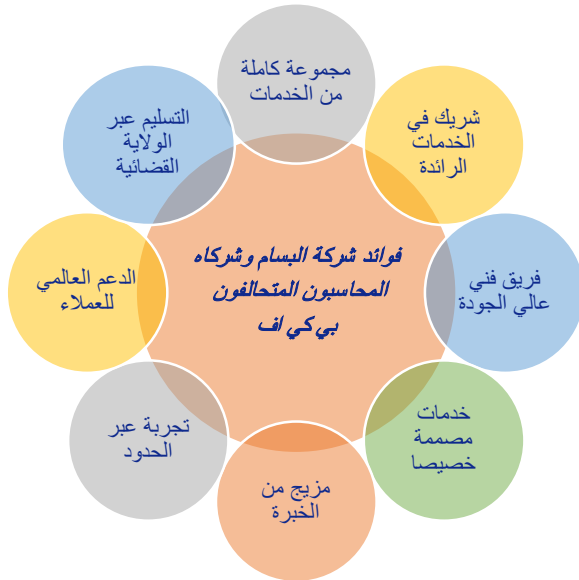 مجموعة كاملة
من الخدمات
شريك في
الخدمات
الرائدة
فريق فني
عالي الجودة
خدمات
مصممة
خصيصا
مزيج من
الخبرة
تجربة عبر
الحدود
الدعم العالمي
للعملاء
التسليم عبر
الولاية
القضائية
فوائد شركة البسام وشركاه
المحاسبون المتحالفون
بي كي اف